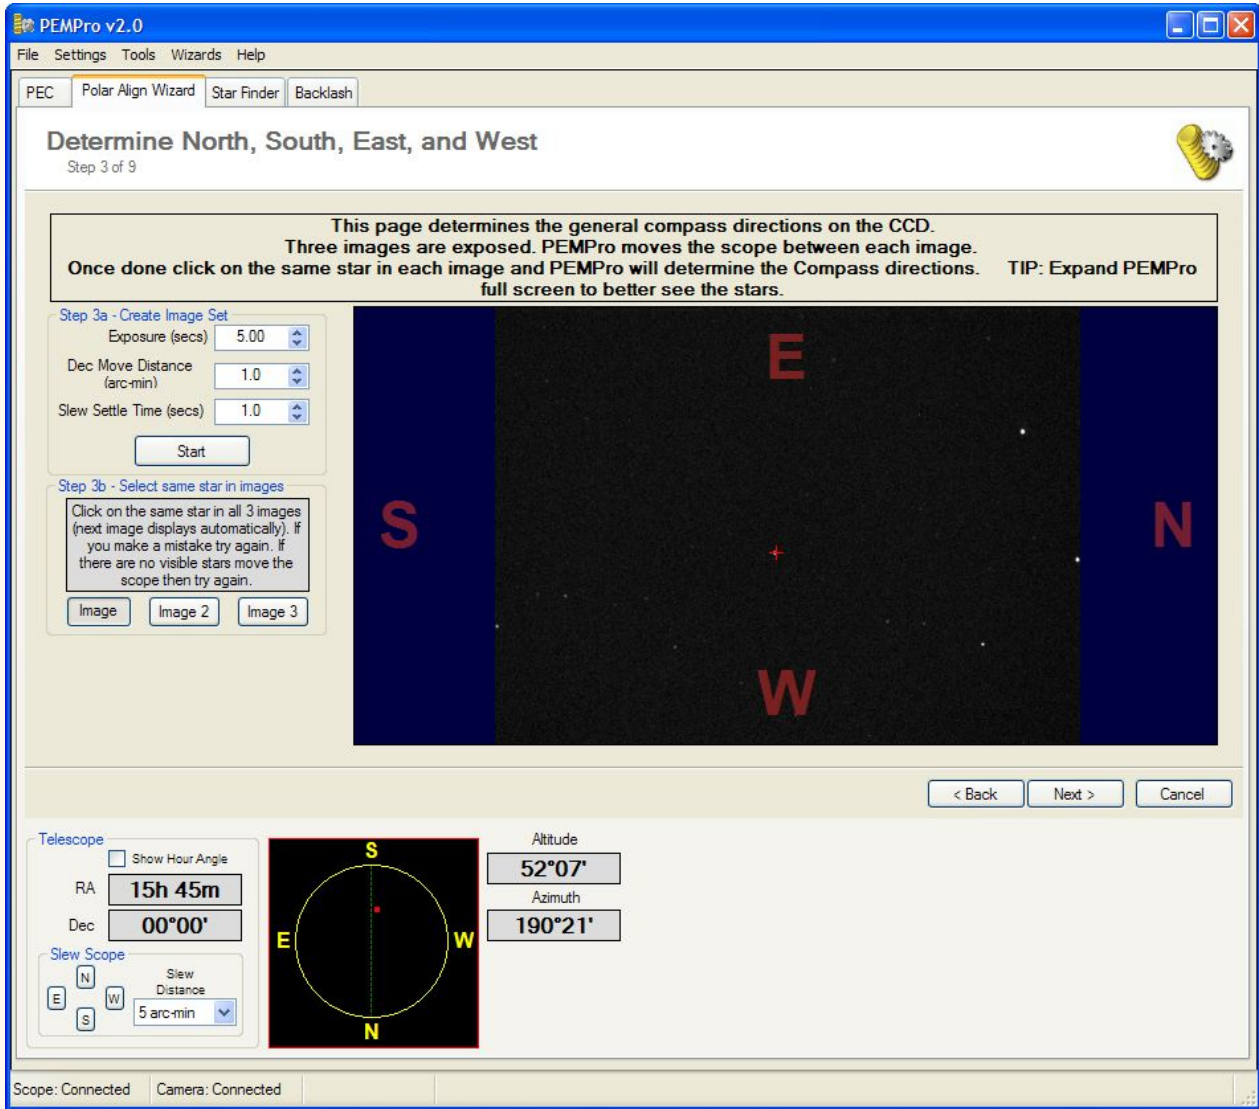 PEMPro v2.0
File Settings Tools Wizards Help
PEC Polar Align Wizard Star Finder Backlash
Determine North, South, East, and West
Step 3 of 9
This page determines the general compass directions on the CCD.
Three images are exposed. PEMPro moves the scope between each image.
Once done click on the same star in each image and PEMPro will determine the Compass directions. TIP: Expand PEMPro
full screen to better see the stars.
Step 3a - Create Image Set
Exposure (secs) 5.00
Dec Move Distance
(arc-min) 1.0
Slew Settle Time (secs) 1.0
Start
Step 3b - Select same star in images
Click on the same star in all 3 images
(next image displays automatically). If
you make a mistake try again. If
there are no visible stars move the
scope then try again.
Image Image 2 Image 3
E
S N
W
< Back Next > Cancel
Telescope
Show Hour Angle
RA 15h 45m
Dec 00°00'
Slew Scope
N
E W
S
Slew
Distance
5 arc-min
S
E W
N
Altitude
52°07'
Azimuth
190°21'
Scope: Connected Camera: Connected